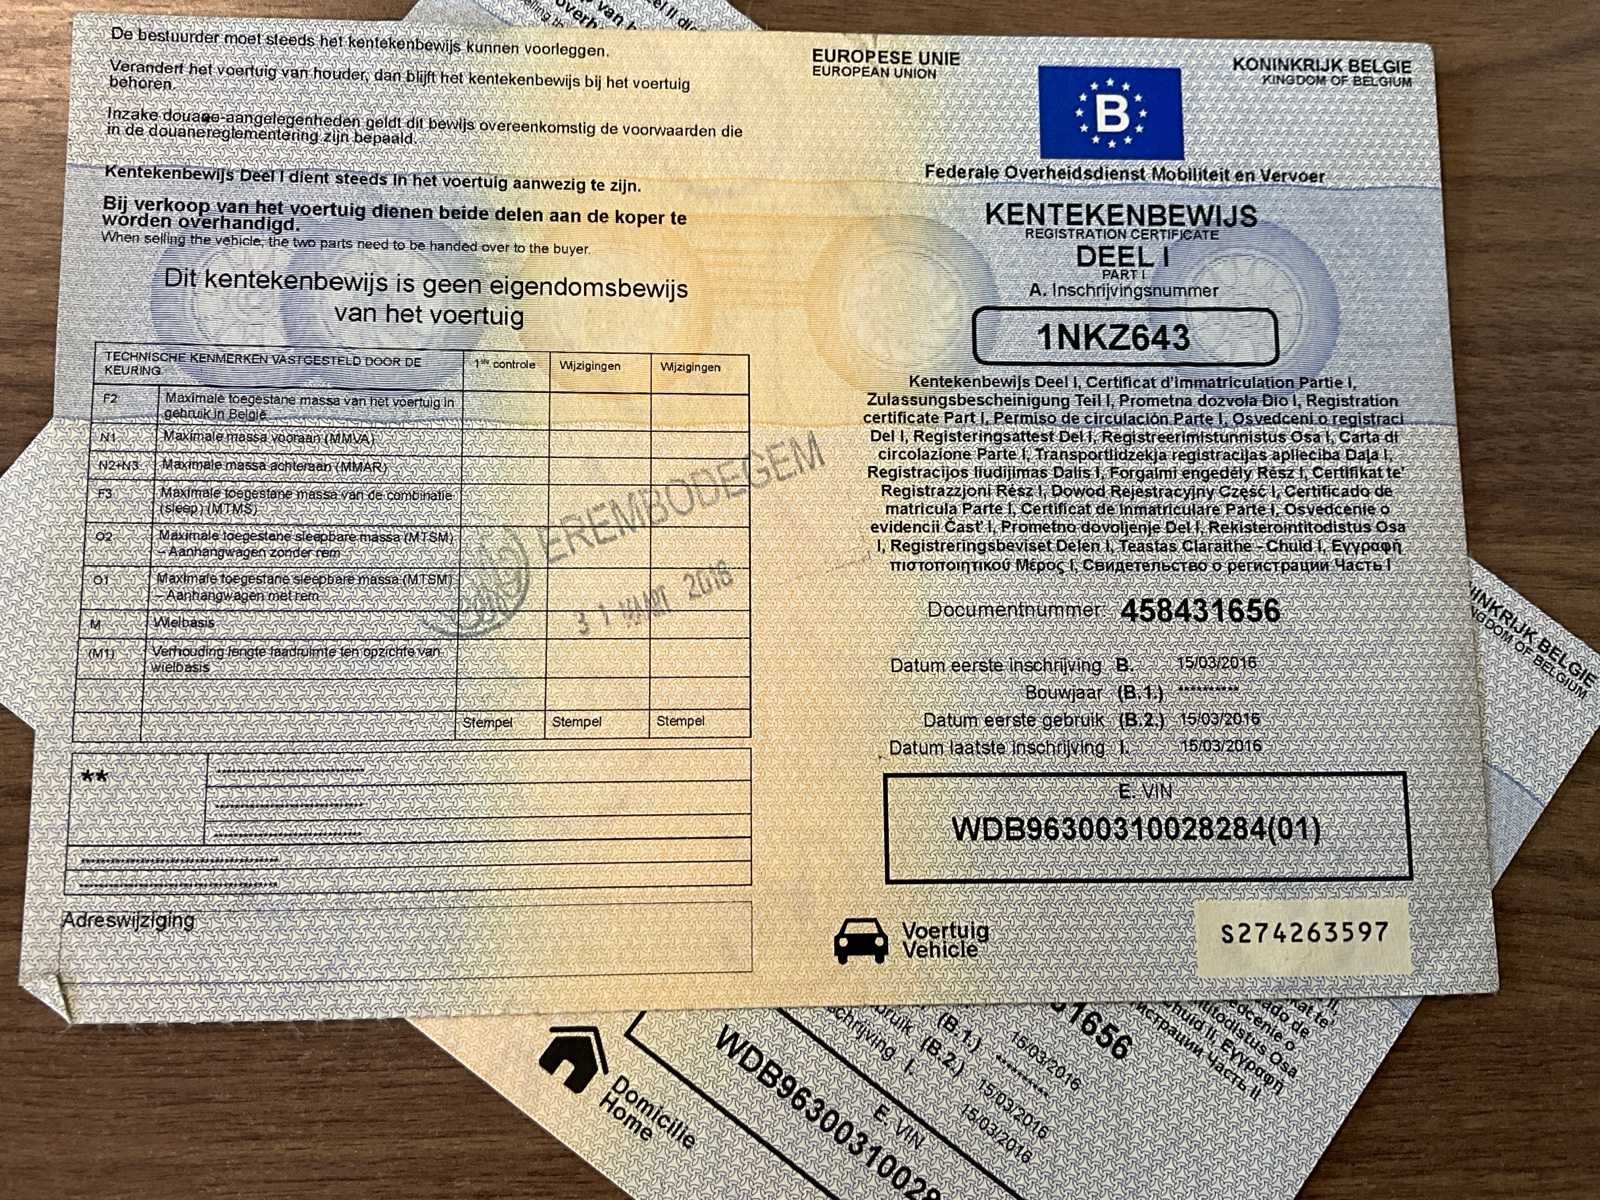 De bestuurder moet steeds het kentekenbewijs kunnen voorleggen.
Verandert het voertuig van houder, dan blijft het kentekenbewijs bij het voertuig
behoren.
Inzake douane-aangelegenheden geldt dit bewijs overeenkomstig de voorwaarden die
in de douanereglementering zijn bepaald.
Kentekenbewijs Deel I dient steeds in het voertuig aanwezig te zijn.
Bij verkoop van het voertuig dienen beide delen aan de koper te
worden overhandigd.
When selling the vehicle, the two parts need to be handed over to the buyer.
Dit kentekenbewijs is geen eigendomsbewijs
van het voertuig
TECHNISCHE KENMERKEN VASTGESTELD DOOR DE
KEURING
1ste controle
Wijzigingen
Wijzigingen
F2 Maximale toegestane massa van het voertuig in
gebruik in België
N1 Maximale massa vooraan (MMVA)
N2+N3 Maximale massa achteraan (MMAR)
F3 Maximale toegestane massa van de combinatie
(sleep) (MTMS)
O2 Maximale toegestane sleepbare massa (MTSM)
– Aanhangwagen zonder rem
O1 Maximale toegestane sleepbare massa (MTSM)
– Aanhangwagen met rem
M Wielbasis
(M1) Verhouding lengte laadruimte ten opzichte van
wielbasis
Stempel Stempel Stempel
EREMBODEGEM
31 MAART 2016
**
Adreswijziging
EUROPESE UNIE
EUROPEAN UNION
B
KONINKRIJK BELGIE
KINGDOM OF BELGIUM
Federale Overheidsdienst Mobiliteit en Vervoer
KENTEKENBEWIJS
REGISTRATION CERTIFICATE
DEEL I
PART I
A. Inschrijvingsnummer
1NKZ643
Kentekenbewijs Deel I, Certificat d'immatriculation Partie I,
Zulassungsbescheinigung Teil I, Prometna dozvola Dio I, Registration
certificate Part I, Permiso de circulación Parte I, Osvedceni o registraci
Del I, Registeringsattest Del I, Registreerimistunnistus Osa I, Carta di
circolazione Parte I, Transportlidzekja registracijas aplieciba Daļa I,
Registracijos liudijimas Dalis I, Forgalmi engedély Rész I, Certifikat te'
Registrazzjoni Rész I, Dowod Rejestracyjny Część I, Certificado de
matricula Parte I, Certificat de Inmatriculare Parte I, Osvedcenie o
evidencii Časť I, Prometno dovoljenje Del I, Rekisterointitodistus Osa
I, Registreringsbeviset Delen I, Teastas Claraithe - Chuid I, Εγγραφή
πιστοποιητικού Μέρος I, Свидетельство о регистрации Часть I
Documentnummer 458431656
Datum eerste inschrijving B. 15/03/2016
Bouwjaar (B.1.) **********
Datum eerste gebruik (B.2.) 15/03/2016
Datum laatste inschrijving I. 15/03/2016
E. VIN
WDB96300310028284(01)
Voertuig
Vehicle
S274263597
KONINKRIJK BELGIE
KINGDOM OF BELGIUM
31656
(B.1.) **********
(B.2.) 15/03/2016
I. 15/03/2016
15/03/2016
E. VIN
WDB96300310028
Domicilie
Home